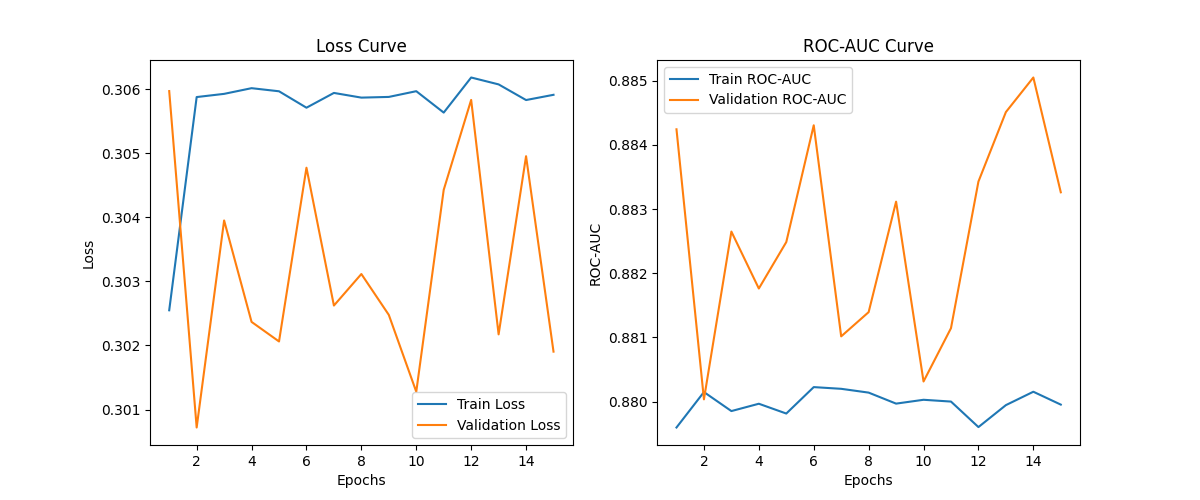 Loss Curve
Loss
0.306
0.305
0.304
0.303
0.302
0.301
2 4 6 8 10 12 14
Epochs
Train Loss
Validation Loss
ROC-AUC Curve
ROC-AUC
0.885
0.884
0.883
0.882
0.881
0.880
2 4 6 8 10 12 14
Epochs
Train ROC-AUC
Validation ROC-AUC